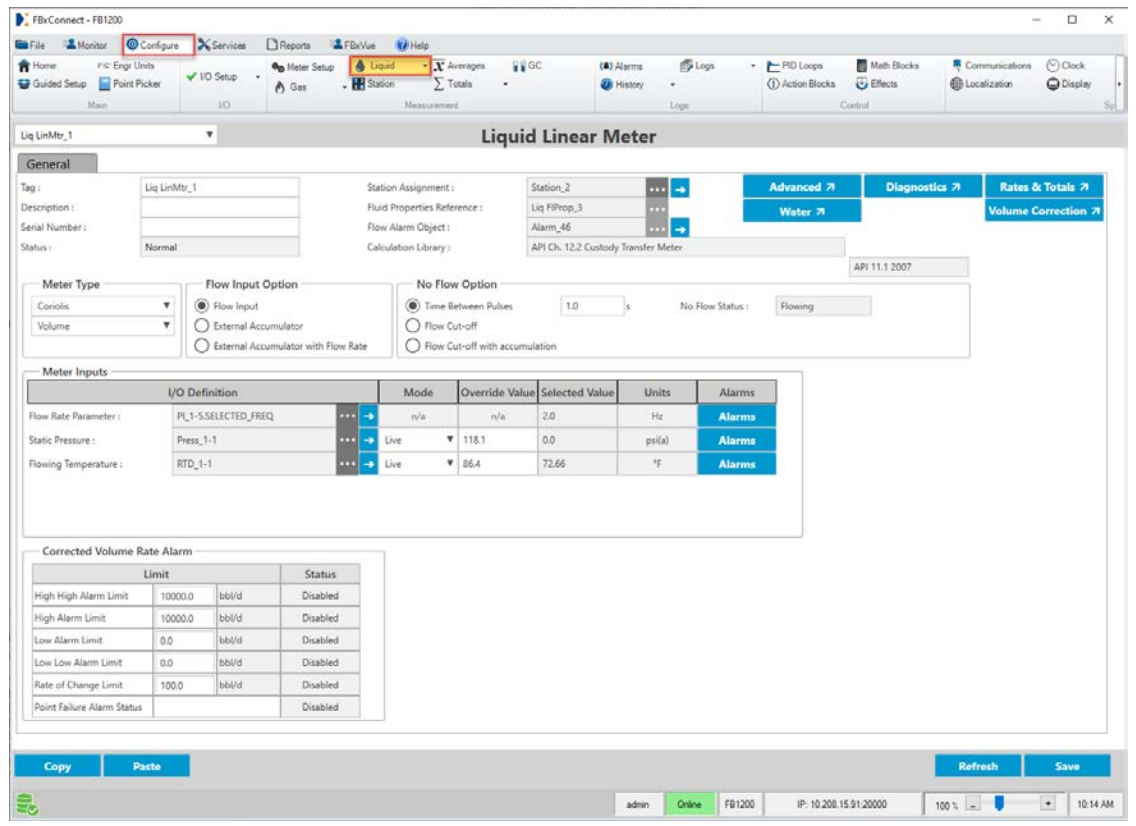 FBxConnect - FB1200
File Monitor Configure Services Reports FBxVue Help
Home Engr Units I/O Setup Meter Setup Liquid Averages GC Alarms Logs PID Loops Math Blocks Communications Clock
Guided Setup Point Picker Gas Station Totals History Action Blocks Effects Localization Display
Main I/O Measurement Logs Control Sy
Liq LinMtr_1 Liquid Linear Meter
General
Tag : Liq LinMtr_1 Station Assignment : Station_2 ... Advanced Diagnostics Rates & Totals
Description : Fluid Properties Reference : Liq FlProp_3 ... Water Volume Correction
Serial Number : Flow Alarm Object : Alarm_46 ...
Status : Normal Calculation Library : API Ch. 12.2 Custody Transfer Meter
API 11.1 2007
Meter Type Flow Input Option No Flow Option
Coriolis Flow Input Time Between Pulses 1.0 s No Flow Status : Flowing
Volume External Accumulator Flow Cut-off
External Accumulator with Flow Rate Flow Cut-off with accumulation
Meter Inputs
I/O Definition Mode Override Value Selected Value Units Alarms
Flow Rate Parameter : PI_1-5.SELECTED_FREQ ... n/a n/a 2.0 Hz Alarms
Static Pressure : Press_1-1 ... Live 118.1 0.0 psi(a) Alarms
Flowing Temperature : RTD_1-1 ... Live 86.4 72.66 °F Alarms
Corrected Volume Rate Alarm
Limit Status
High High Alarm Limit 10000.0 bbl/d Disabled
High Alarm Limit 10000.0 bbl/d Disabled
Low Alarm Limit 0.0 bbl/d Disabled
Low Low Alarm Limit 0.0 bbl/d Disabled
Rate of Change Limit 100.0 bbl/d Disabled
Point Failure Alarm Status Disabled
Copy Paste Refresh Save
admin Online FB1200 IP: 10.208.15.91:20000 100 % - + 10:14 AM